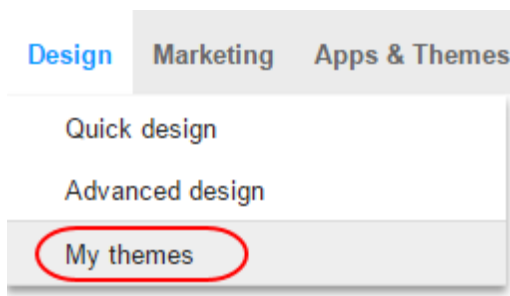 Design Marketing Apps & Themes
Quick design
Advanced design
My themes